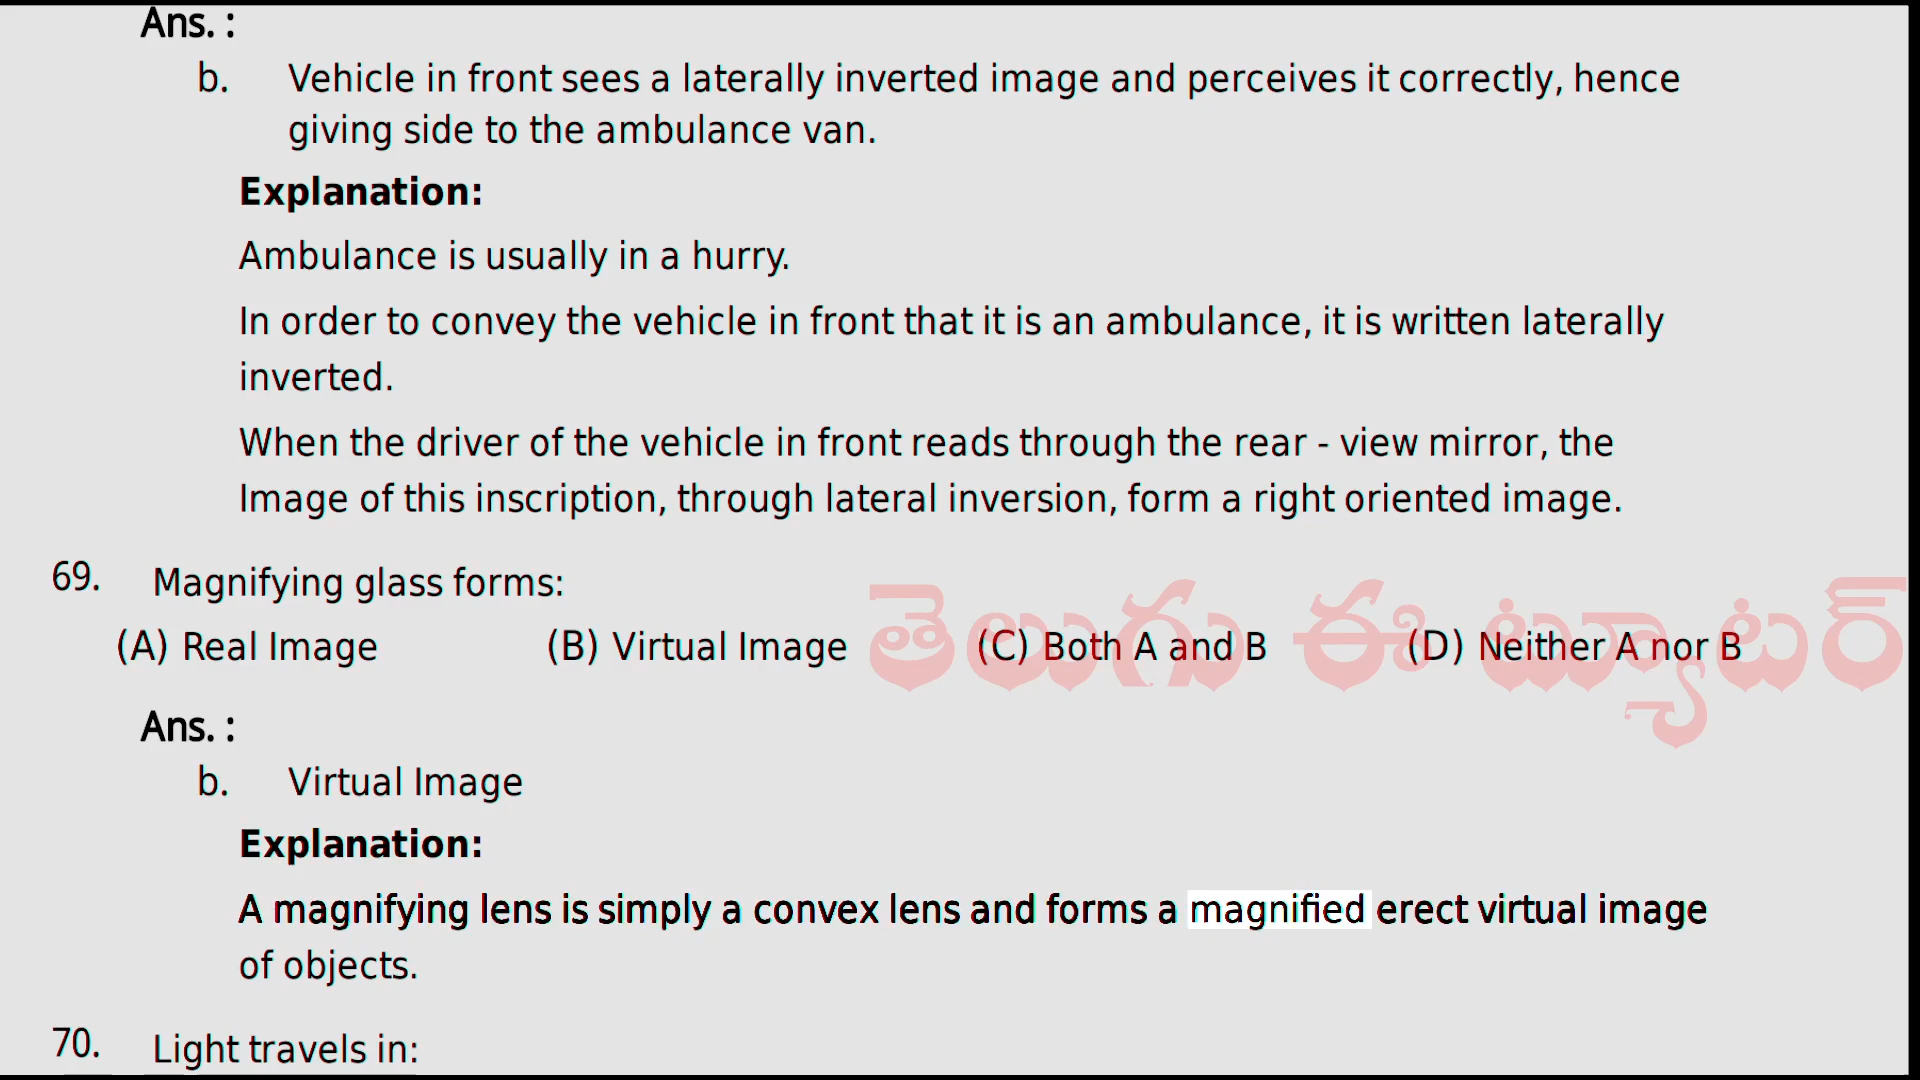 Ans. :
b. Vehicle in front sees a laterally inverted image and perceives it correctly, hence
giving side to the ambulance van.
Explanation:
Ambulance is usually in a hurry.
In order to convey the vehicle in front that it is an ambulance, it is written laterally
inverted.
When the driver of the vehicle in front reads through the rear - view mirror, the
Image of this inscription, through lateral inversion, form a right oriented image.
69. Magnifying glass forms:
(A) Real Image (B) Virtual Image (C) Both A and B (D) Neither A nor B
తెలుగు ఈ ట్యూటర్
Ans. :
b. Virtual Image
Explanation:
A magnifying lens is simply a convex lens and forms a magnified erect virtual image
of objects.
70. Light travels in: